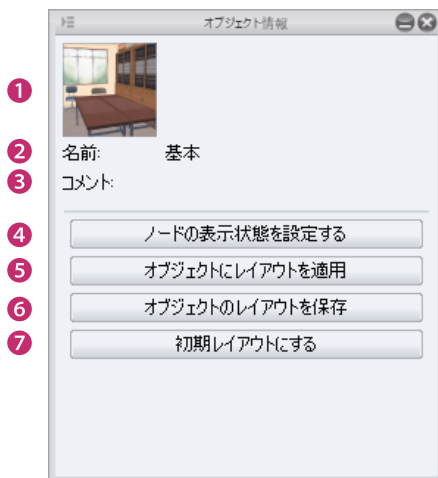 オブジェクト情報
1
2 名前: 基本
3 コメント:
4 ノードの表示状態を設定する
5 オブジェクトにレイアウトを適用
6 オブジェクトのレイアウトを保存
7 初期レイアウトにする